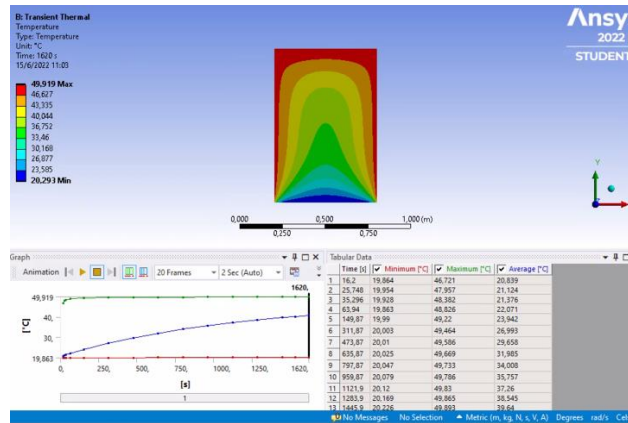 B: Transient Thermal
Temperature
Type: Temperature
Unit: °C
Time: 1620 s
15/6/2022 11:03
49,919 Max
46,627
43,335
40,044
36,752
33,46
30,168
26,877
23,585
20,293 Min
Ansy
2022
STUDENT
Y
0,000
0,500
1,000 (m)
0,250
0,750
Graph
Animation
20 Frames
2 Sec (Auto)
1620,
49,919
40,
30,
19,863
[°C]
0,
250,
500,
750,
1000,
1250,
1620,
[s]
1
Tabular Data
Time [s] Minimum [°C] Maximum [°C] Average [°C]
1 16,2 19,864 46,721 20,839
2 25,748 19,954 47,957 21,124
3 35,296 19,928 48,382 21,376
4 63,94 19,863 48,826 22,071
5 149,87 19,99 49,22 23,942
6 311,87 20,003 49,464 26,993
7 473,87 20,01 49,586 29,658
8 635,87 20,025 49,669 31,985
9 797,87 20,047 49,733 34,008
10 959,87 20,079 49,786 35,757
11 1121,9 20,12 49,83 37,26
12 1283,9 20,169 49,865 38,545
13 1445,9 20,226 49,893 39,64
No Messages No Selection Metric (m, kg, N, s, V, A) Degrees rad/s Cels